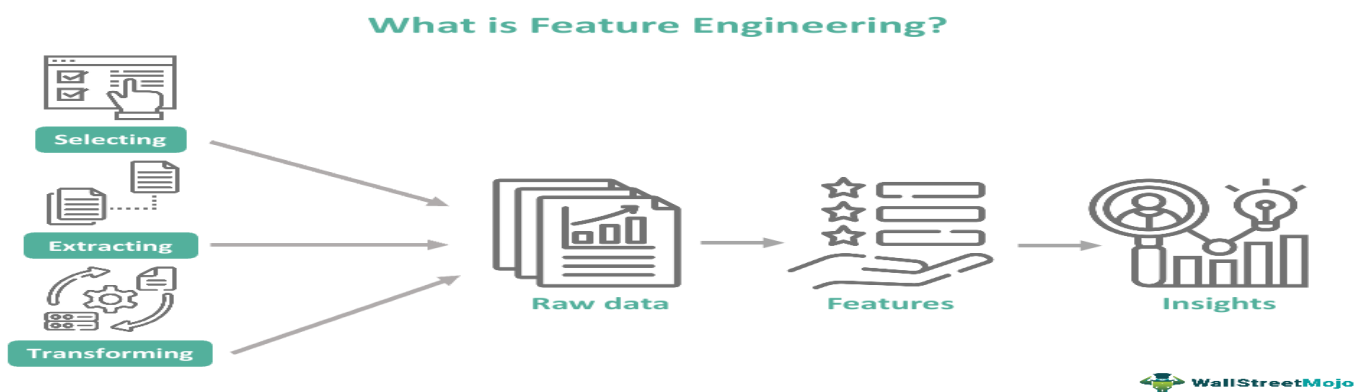 What is Feature Engineering?
Selecting
Extracting
Transforming
Raw data
Features
Insights
WallStreetMojo